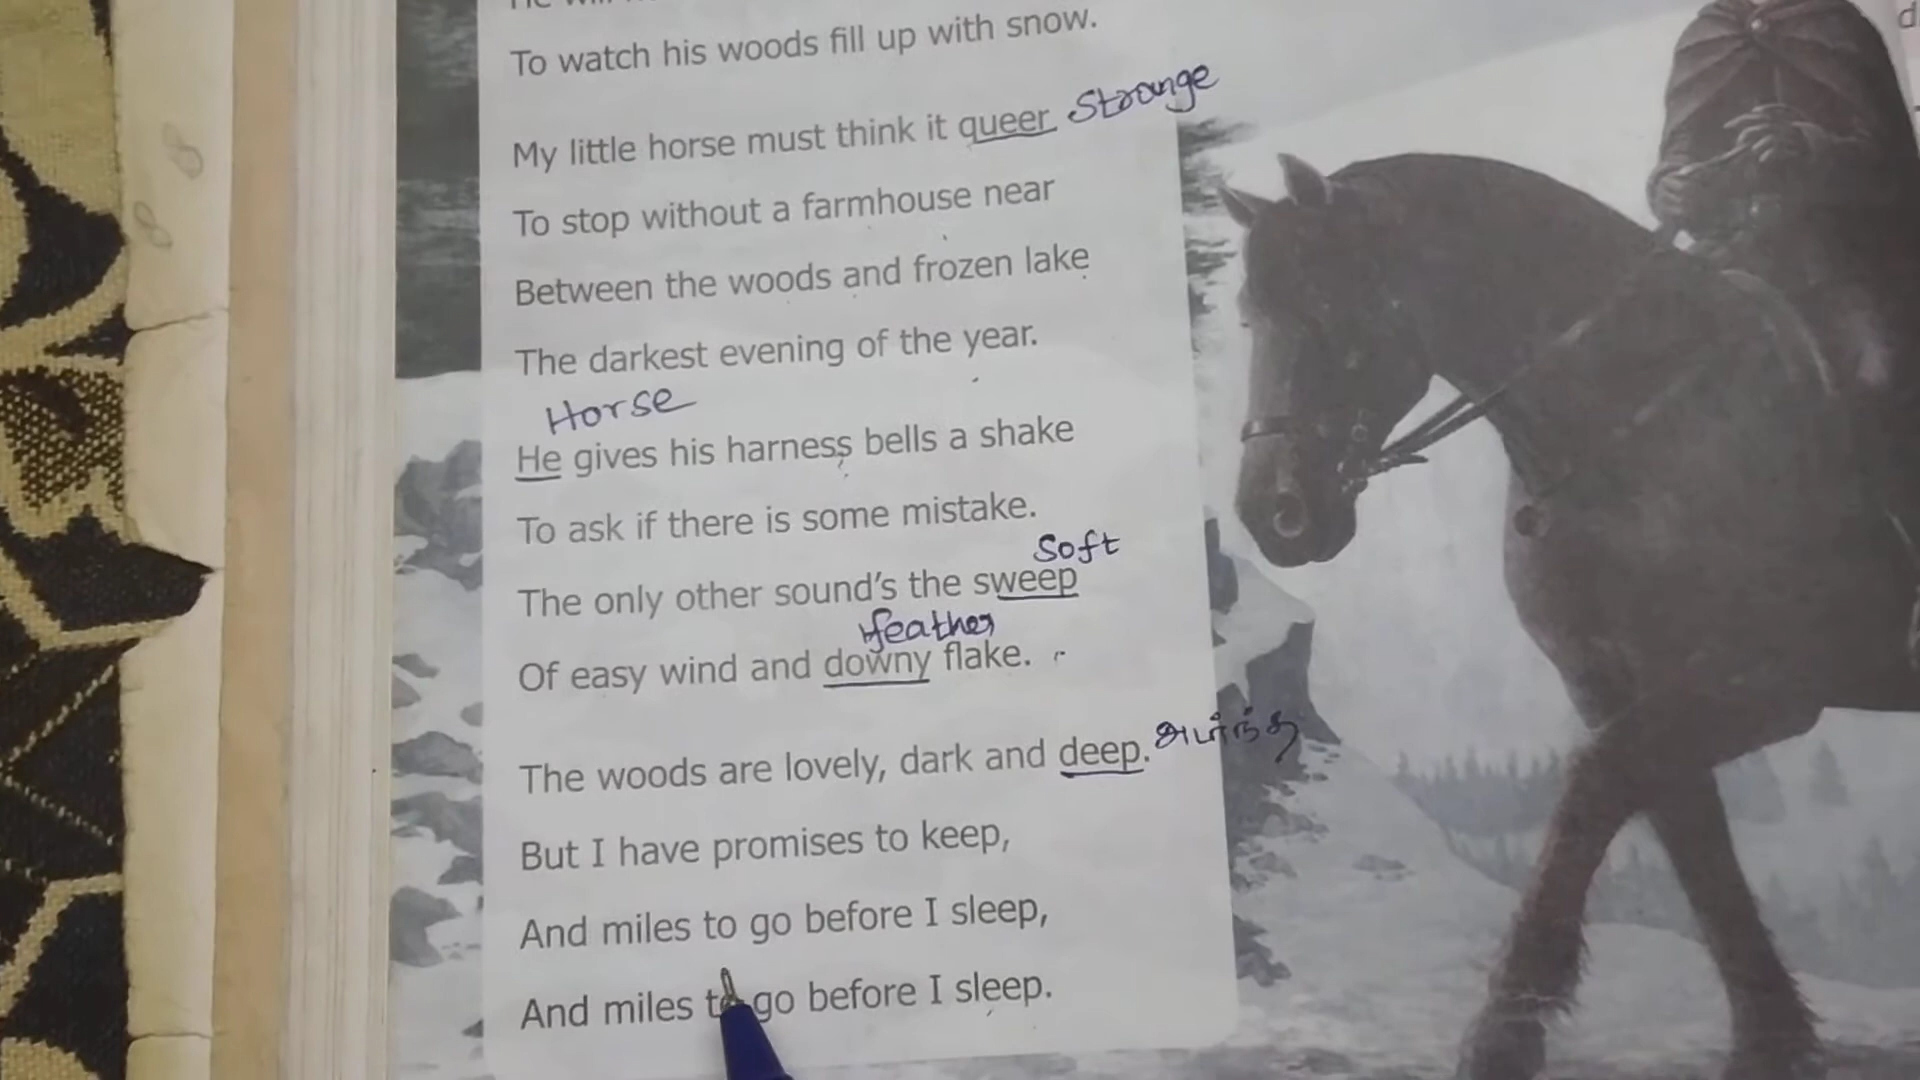 To watch his woods fill up with snow.
My little horse must think it queer Strange
To stop without a farmhouse near
Between the woods and frozen lake
The darkest evening of the year.
Horse
He gives his harness bells a shake
To ask if there is some mistake.
Soft
The only other sound's the sweep
feather
Of easy wind and downy flake.
The woods are lovely, dark and deep. அடர்ந்த
But I have promises to keep,
And miles to go before I sleep,
And miles to go before I sleep.